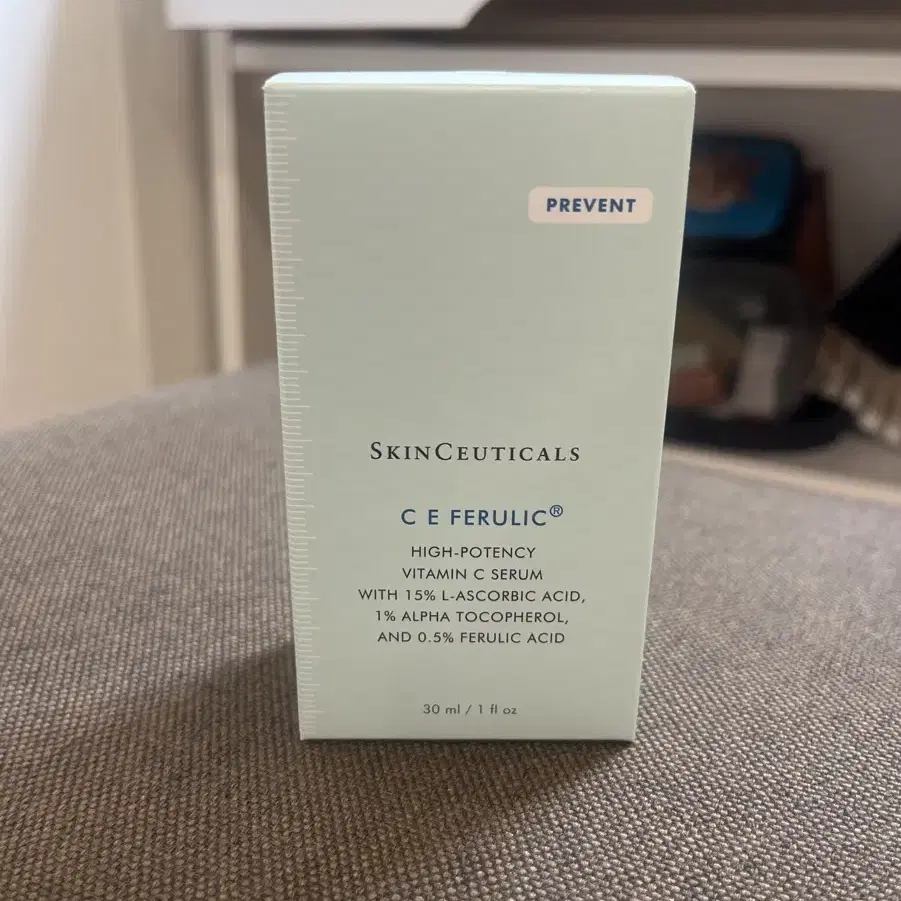 PREVENT
SKINCEUTICALS
C E FERULIC®
HIGH-POTENCY
VITAMIN C SERUM
WITH 15% L-ASCORBIC ACID,
1% ALPHA TOCOPHEROL,
AND 0.5% FERULIC ACID
30 ml / 1 fl oz